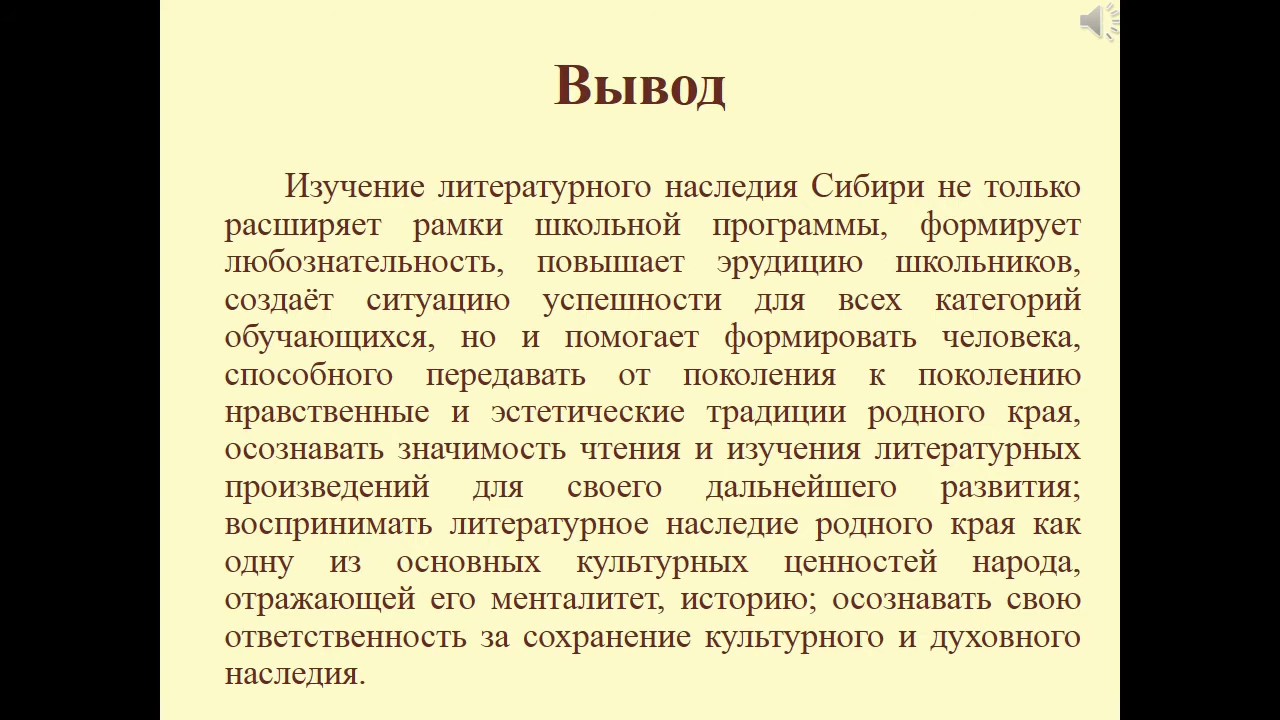 Вывод
Изучение литературного наследия Сибири не только
расширяет рамки школьной программы, формирует
любознательность, повышает эрудицию школьников,
создаёт ситуацию успешности для всех категорий
обучающихся, но и помогает формировать человека,
способного передавать от поколения к поколению
нравственные и эстетические традиции родного края,
осознавать значимость чтения и изучения литературных
произведений для своего дальнейшего развития;
воспринимать литературное наследие родного края как
одну из основных культурных ценностей народа,
отражающей его менталитет, историю; осознавать свою
ответственность за сохранение культурного и духовного
наследия.